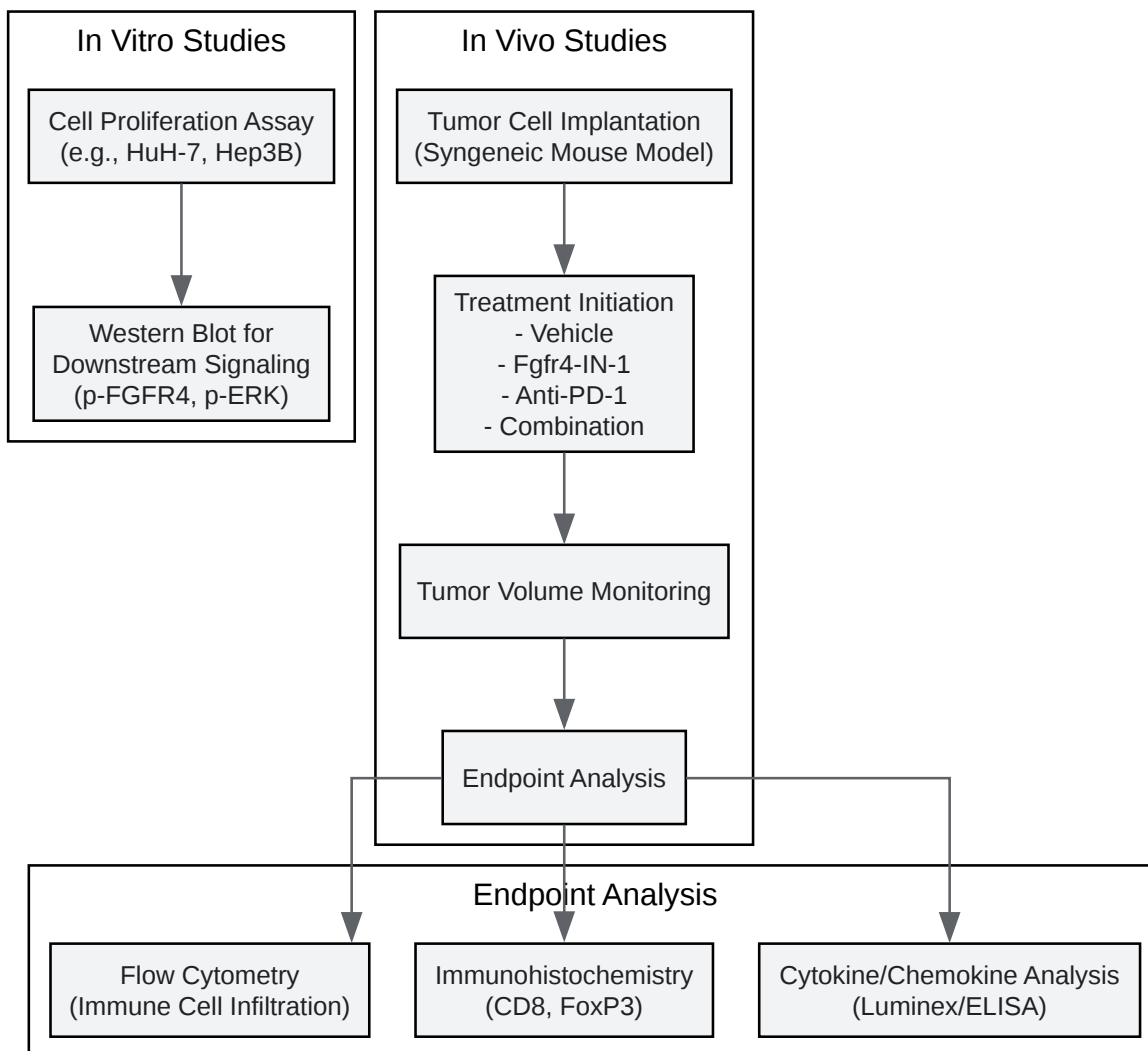 In Vitro Studies
Cell Proliferation Assay
(e.g., HuH-7, Hep3B)
Western Blot for
Downstream Signaling
(p-FGFR4, p-ERK)
In Vivo Studies
Tumor Cell Implantation
(Syngeneic Mouse Model)
Treatment Initiation
- Vehicle
- Fgfr4-IN-1
- Anti-PD-1
- Combination
Tumor Volume Monitoring
Endpoint Analysis
Endpoint Analysis
Flow Cytometry
(Immune Cell Infiltration)
Immunohistochemistry
(CD8, FoxP3)
Cytokine/Chemokine Analysis
(Luminex/ELISA)